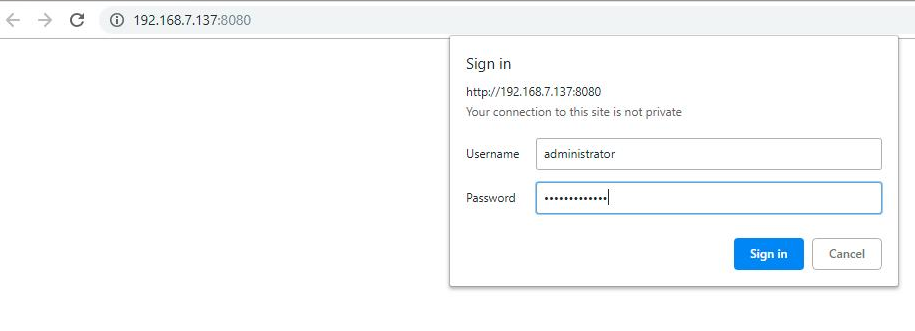 192.168.7.137:8080
Sign in
http://192.168.7.137:8080
Your connection to this site is not private
Username administrator
Password •••••••••••••
Sign in Cancel